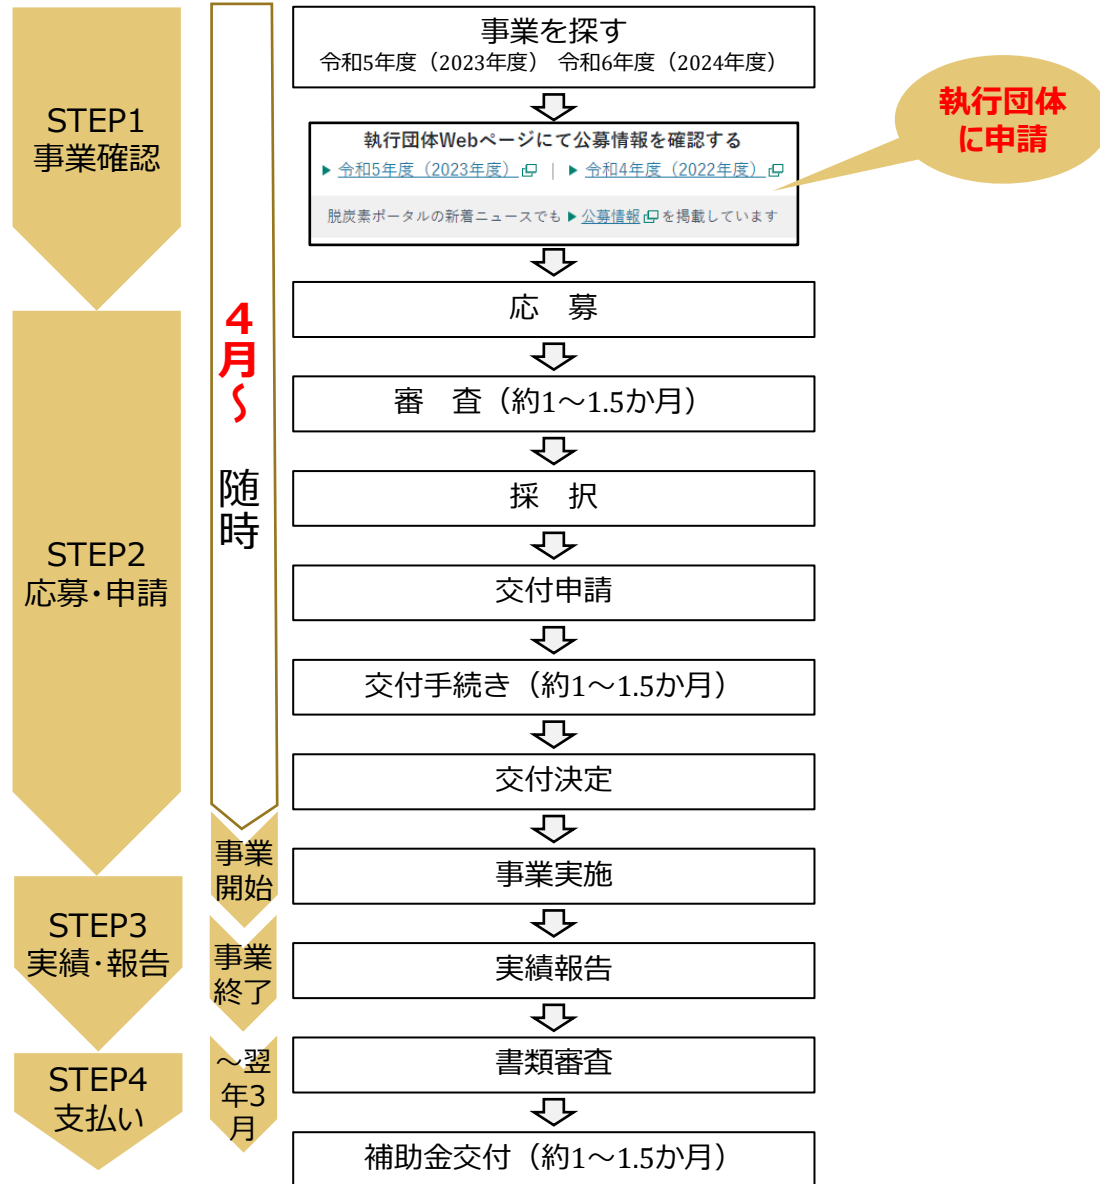 STEP1
事業確認
事業を探す
令和5年度（2023年度） 令和6年度（2024年度）
執行団体Webページにて公募情報を確認する
▶ 令和5年度（2023年度） | ▶ 令和4年度（2022年度）
脱炭素ポータルの新着ニュースでも ▶ 公募情報 を掲載しています
執行団体
に申請
4
月
～
随
時
STEP2
応募・申請
応　募
審　査（約1～1.5か月）
採　択
交付申請
交付手続き（約1～1.5か月）
交付決定
STEP3
実績・報告
事業
開始
事業実施
事業
終了
実績報告
STEP4
支払い
～翌
年3
月
書類審査
補助金交付（約1～1.5か月）